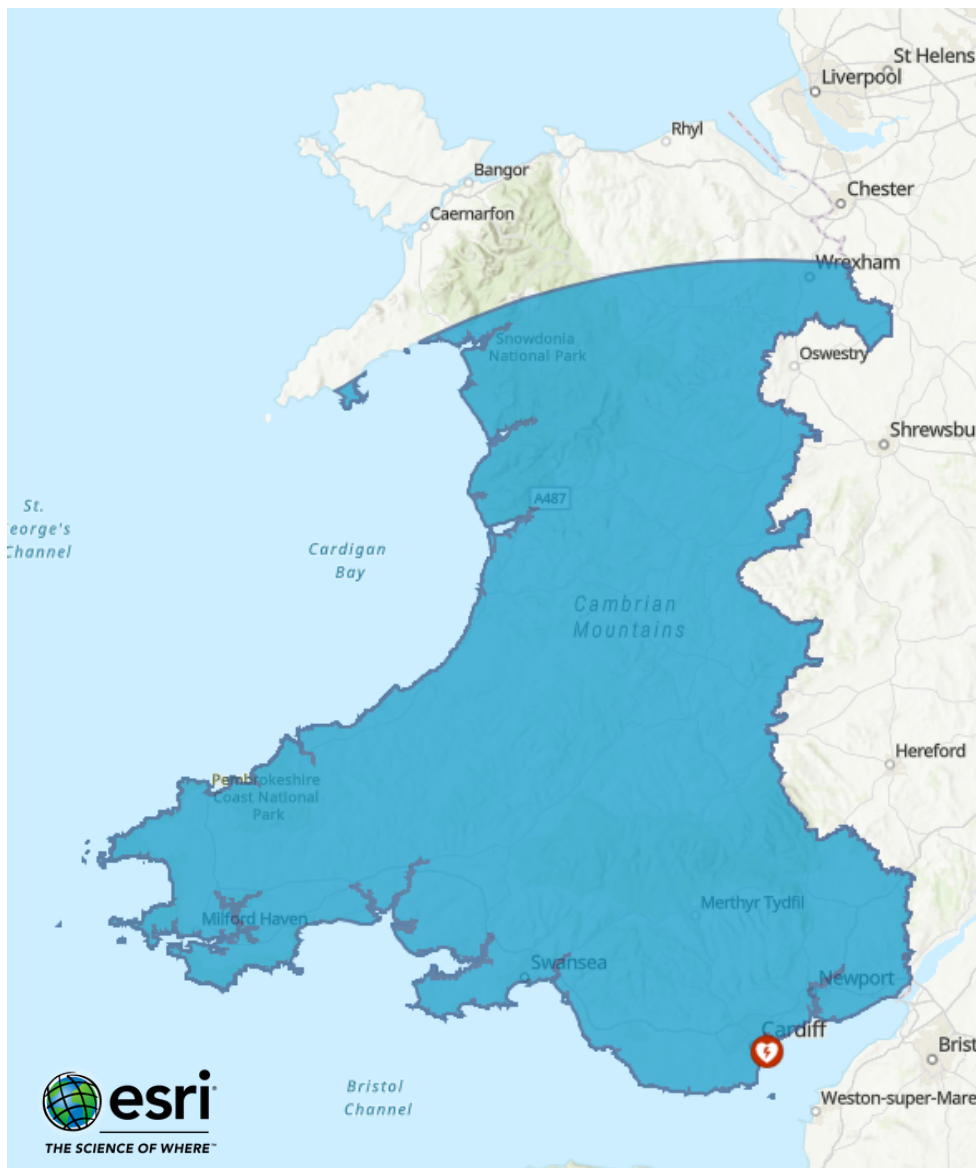 St Helens
Liverpool
Rhyl
Bangor
Chester
Caernarfon
Wrexham
Snowdonia
National Park
Oswestry
Shrewsbu
A487
St.
eorge's
Channel
Cardigan
Bay
Cambrian
Mountains
Hereford
Pembrokeshire
Coast National
Park
Merthyr Tydfil
Milford Haven
Swansea
Newport
Cardiff
Brist
Bristol
Channel
Weston-super-Mare
esri
THE SCIENCE OF WHERE™